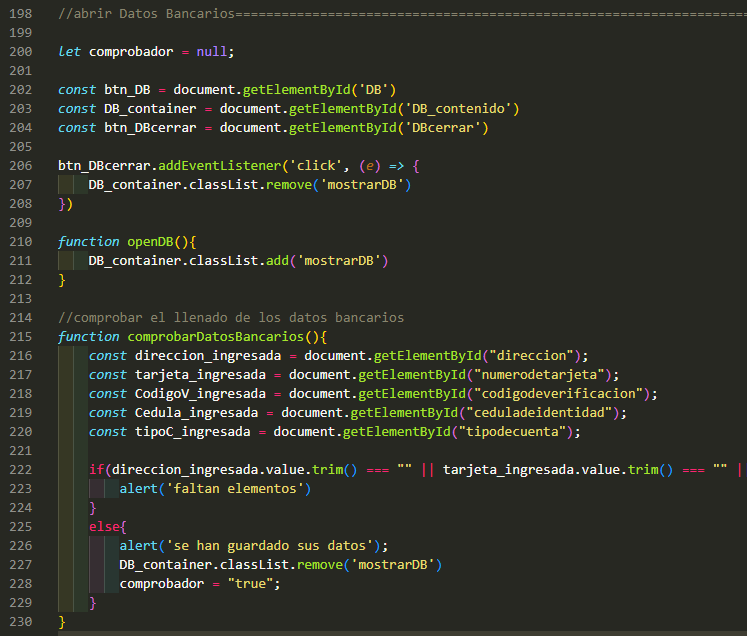 198 //abrir Datos Bancarios==================================================================
199
200 let comprobador = null;
201
202 const btn_DB = document.getElementById('DB')
203 const DB_container = document.getElementById('DB_contenido')
204 const btn_DBcerrar = document.getElementById('DBcerrar')
205
206 btn_DBcerrar.addEventListener('click', (e) => {
207     DB_container.classList.remove('mostrarDB')
208 })
209
210 function openDB(){
211     DB_container.classList.add('mostrarDB')
212 }
213
214 //comprobar el llenado de los datos bancarios
215 function comprobarDatosBancarios(){
216     const direccion_ingresada = document.getElementById("direccion");
217     const tarjeta_ingresada = document.getElementById("numerodetarjeta");
218     const CodigoV_ingresada = document.getElementById("codigodeverificacion");
219     const Cedula_ingresada = document.getElementById("ceduladeidentidad");
220     const tipoC_ingresada = document.getElementById("tipodecuenta");
221
222     if(direccion_ingresada.value.trim() === "" || tarjeta_ingresada.value.trim() === "" |
223         alert('faltan elementos')
224     }
225     else{
226         alert('se han guardado sus datos');
227         DB_container.classList.remove('mostrarDB')
228         comprobador = "true";
229     }
230 }